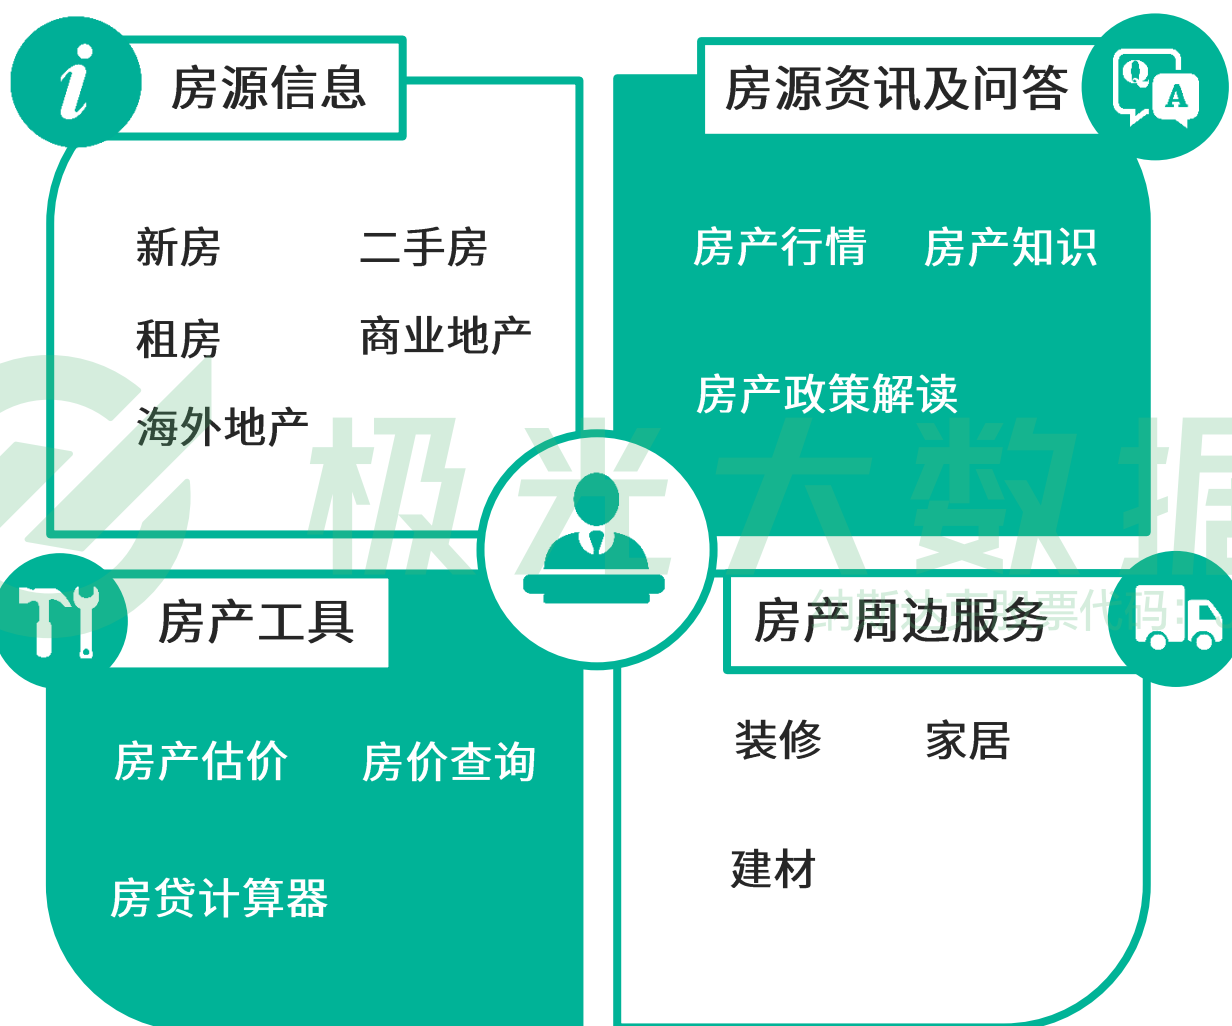 房源信息
新房 二手房
租房 商业地产
海外地产
房源资讯及问答
Q
A
房产行情 房产知识
房产政策解读
极光大数据
房产工具
房产估价 房价查询
房贷计算器
房产周边服务
装修 家居
建材